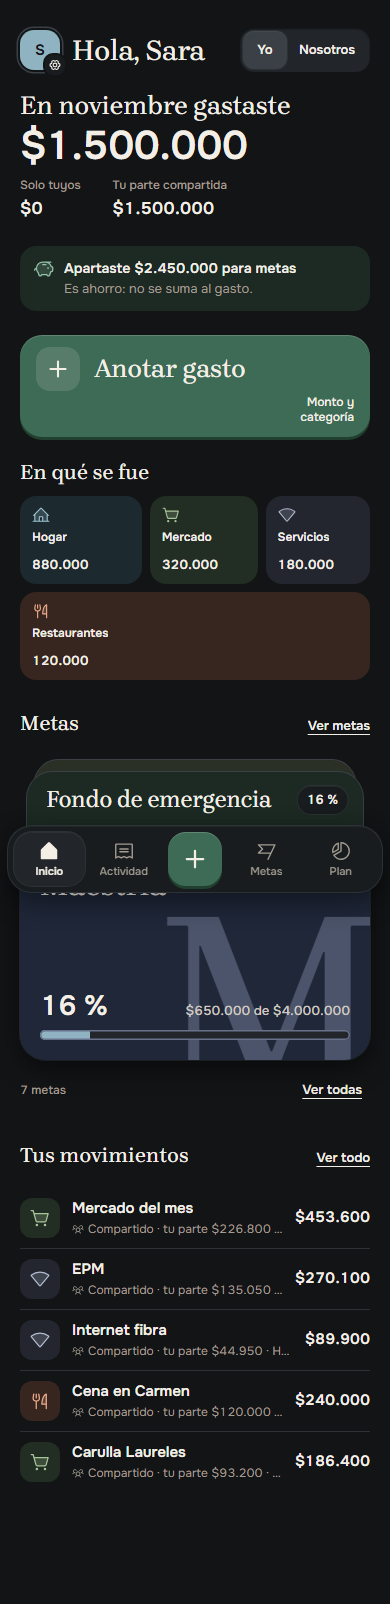 S
Hola, Sara
Yo
Nosotros
En noviembre gastaste
$1.500.000
Solo tuyos
Tu parte compartida
$0
$1.500.000
Apartaste $2.450.000 para metas
Es ahorro: no se suma al gasto.
Anotar gasto
Monto y
categoría
En qué se fue
Hogar
880.000
Mercado
320.000
Servicios
180.000
Restaurantes
120.000
Metas
Ver metas
Fondo de emergencia
16 %
Inicio
Actividad
Metas
Plan
Maestría
M
16 %
$650.000 de $4.000.000
7 metas
Ver todas
Tus movimientos
Ver todo
Mercado del mes
Compartido · tu parte $226.800 ...
$453.600
EPM
Compartido · tu parte $135.050 ...
$270.100
Internet fibra
Compartido · tu parte $44.950 · H...
$89.900
Cena en Carmen
Compartido · tu parte $120.000 ...
$240.000
Carulla Laureles
Compartido · tu parte $93.200 · ...
$186.400